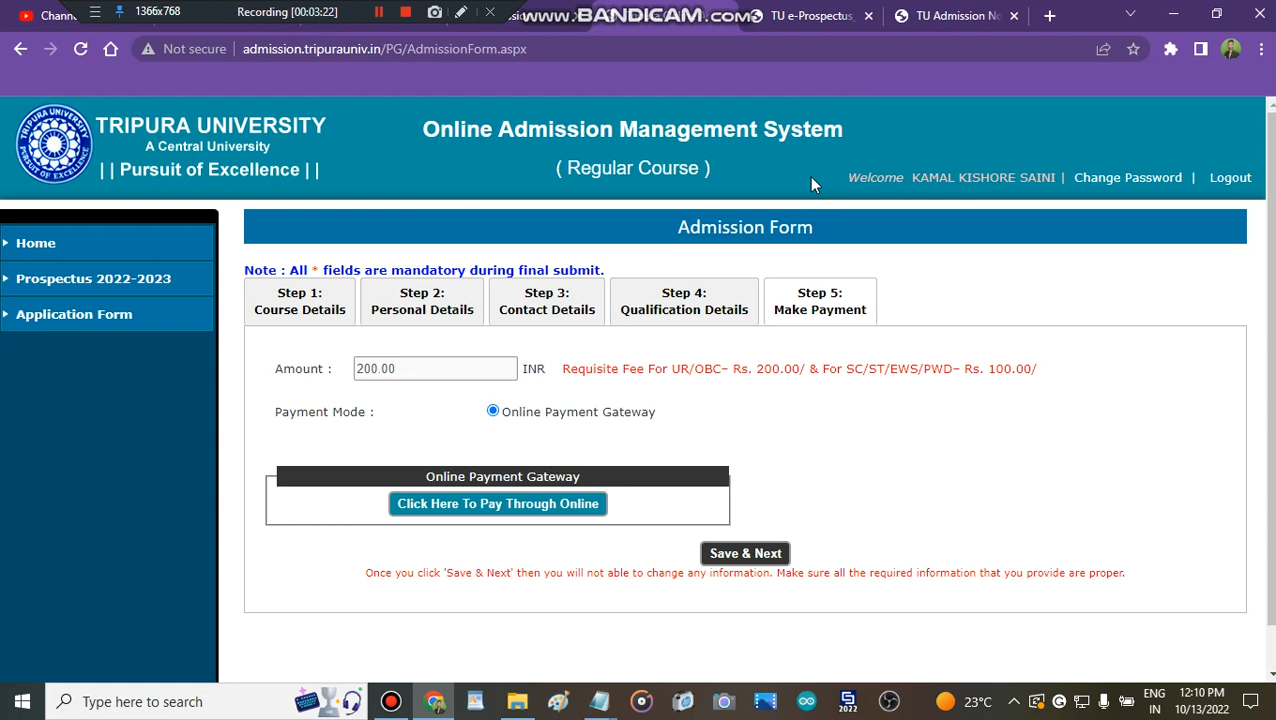 1366x768
Recording [00:03:22]
WWW.BANDICAM.COM
Chann
TU e-Prospectus
TU Admission No
Not secure
admission.tripurauniv.in/PG/AdmissionForm.aspx
TRIPURA UNIVERSITY
A Central University
| | Pursuit of Excellence | |
Online Admission Management System
( Regular Course )
Welcome KAMAL KISHORE SAINI | Change Password | Logout
Home
Prospectus 2022-2023
Application Form
Admission Form
Note : All * fields are mandatory during final submit.
Step 1:
Course Details
Step 2:
Personal Details
Step 3:
Contact Details
Step 4:
Qualification Details
Step 5:
Make Payment
Amount : 200.00 INR Requisite Fee For UR/OBC– Rs. 200.00/ & For SC/ST/EWS/PWD– Rs. 100.00/
Payment Mode : Online Payment Gateway
Online Payment Gateway
Click Here To Pay Through Online
Save & Next
Once you click 'Save & Next' then you will not able to change any information. Make sure all the required information that you provide are proper.
Type here to search
2022
23°C
ENG
IN
12:10 PM
10/13/2022